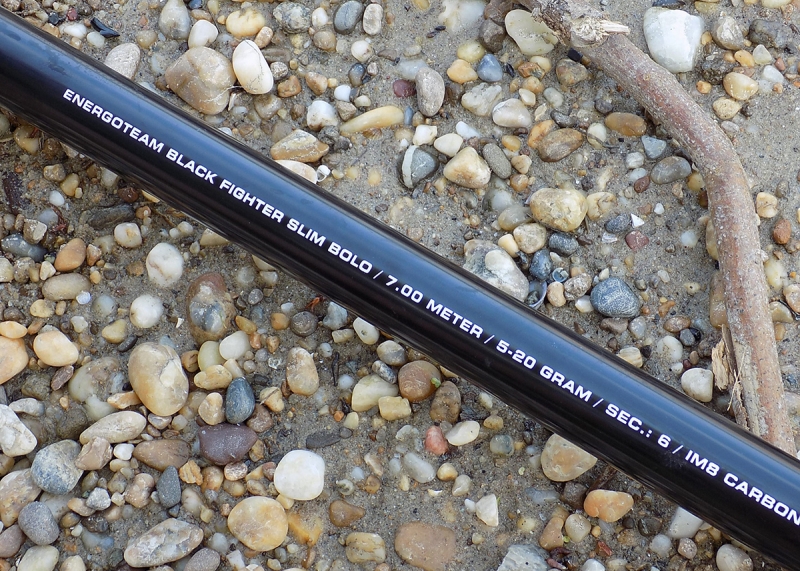 ENERGOTEAM BLACK FIGHTER SLIM BOLO / 7.00 METER / 5-20 GRAM / SEC.: 6 / IM8 CARBON